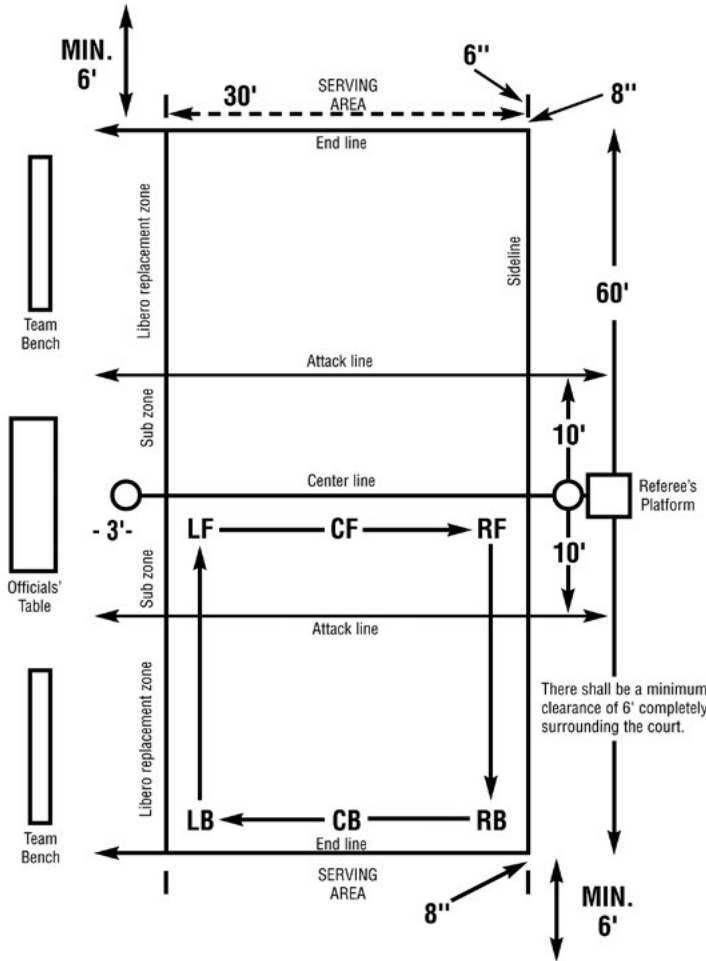 MIN.
6'
6"
SERVING
AREA
30'
8"
End line
Libero replacement zone
Sideline
Team
Bench
60'
Attack line
Sub zone
10'
Center line
Referee's
Platform
- 3'-
LF
CF
RF
10'
Officials'
Table
Sub zone
Attack line
There shall be a minimum
clearance of 6' completely
surrounding the court.
Libero replacement zone
LB
CB
RB
Team
Bench
End line
SERVING
AREA
8"
MIN.
6'